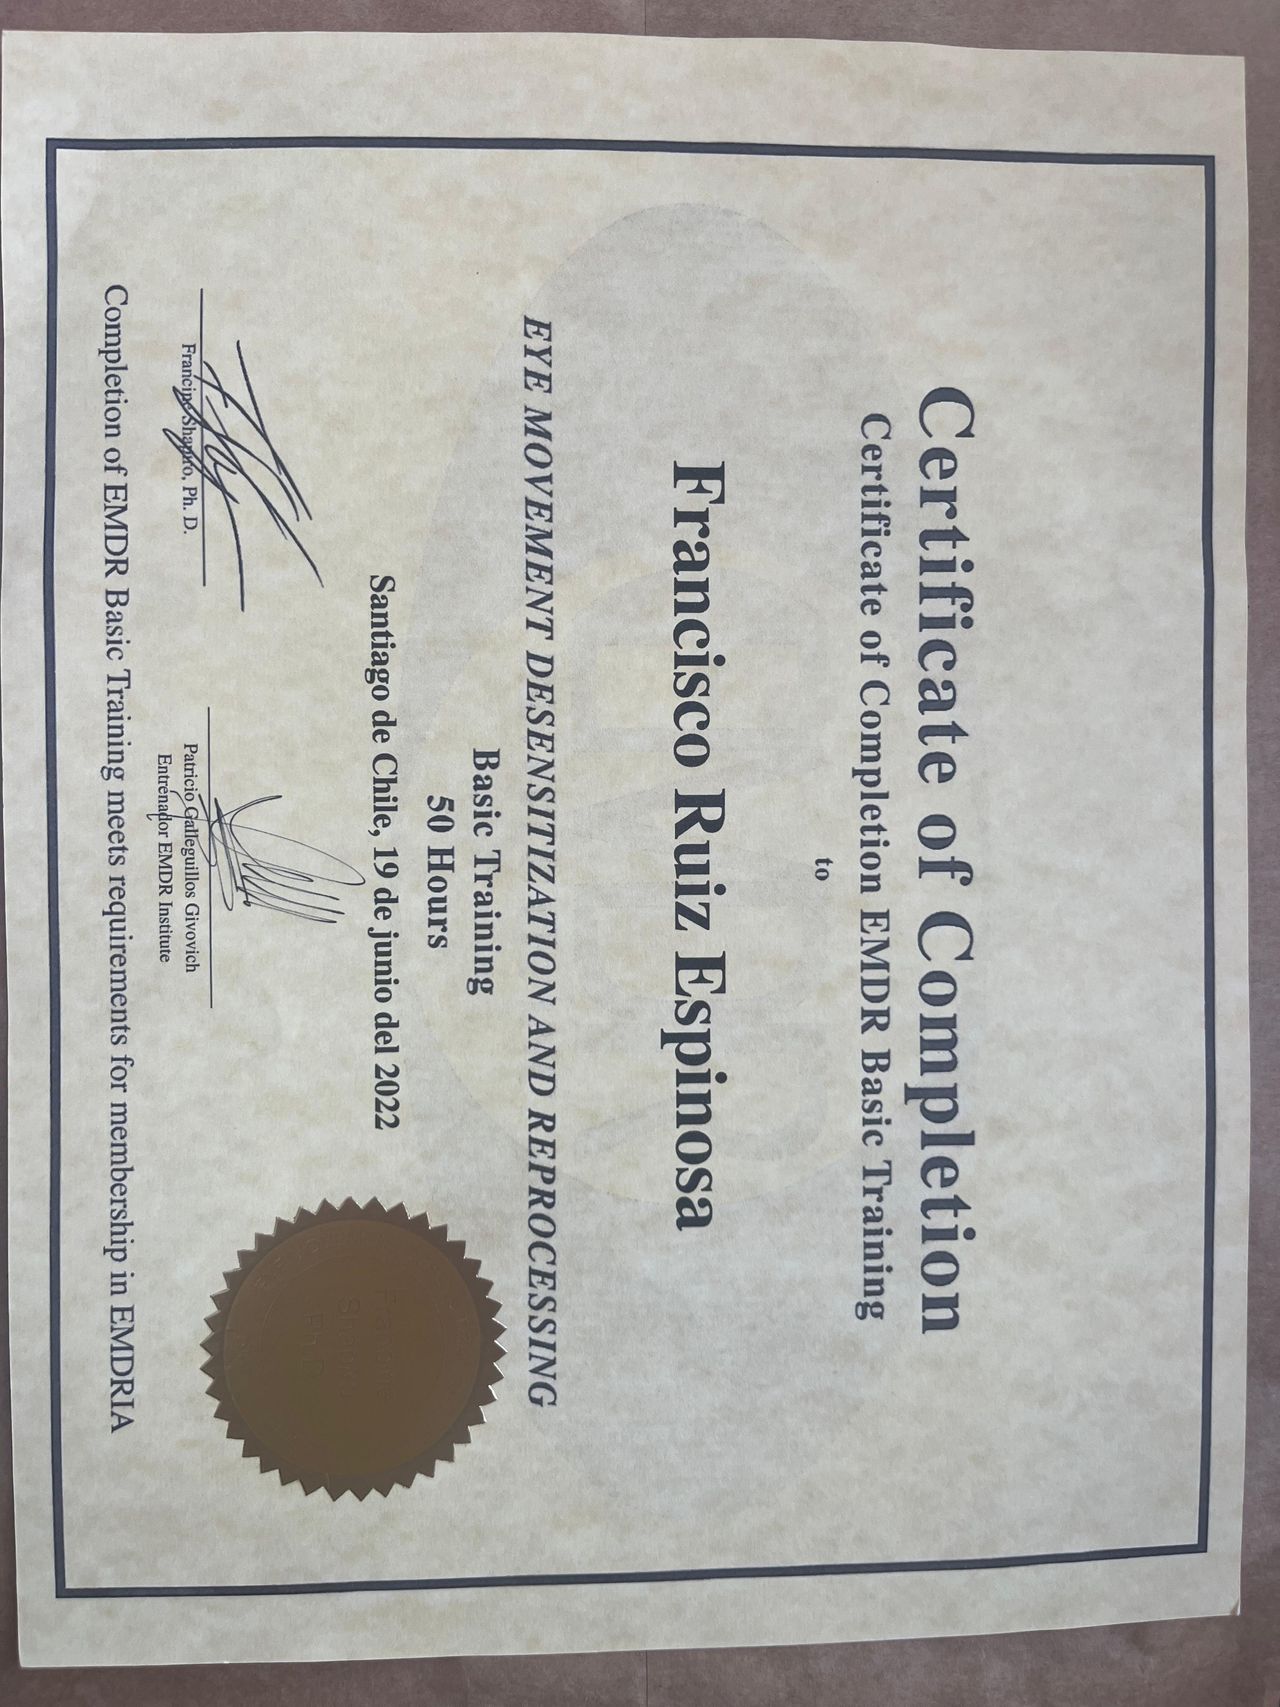 Certificate of Completion
Certificate of Completion EMDR Basic Training
to
Francisco Ruiz Espinosa
EYE MOVEMENT DESENSITIZATION AND REPROCESSING
Basic Training
50 Hours
Santiago de Chile, 19 de junio del 2022
Francine Shapiro, Ph. D.
Patricio Galleguillos Givovich
Entrenador EMDR Institute
Completion of EMDR Basic Training meets requirements for membership in EMDRIA